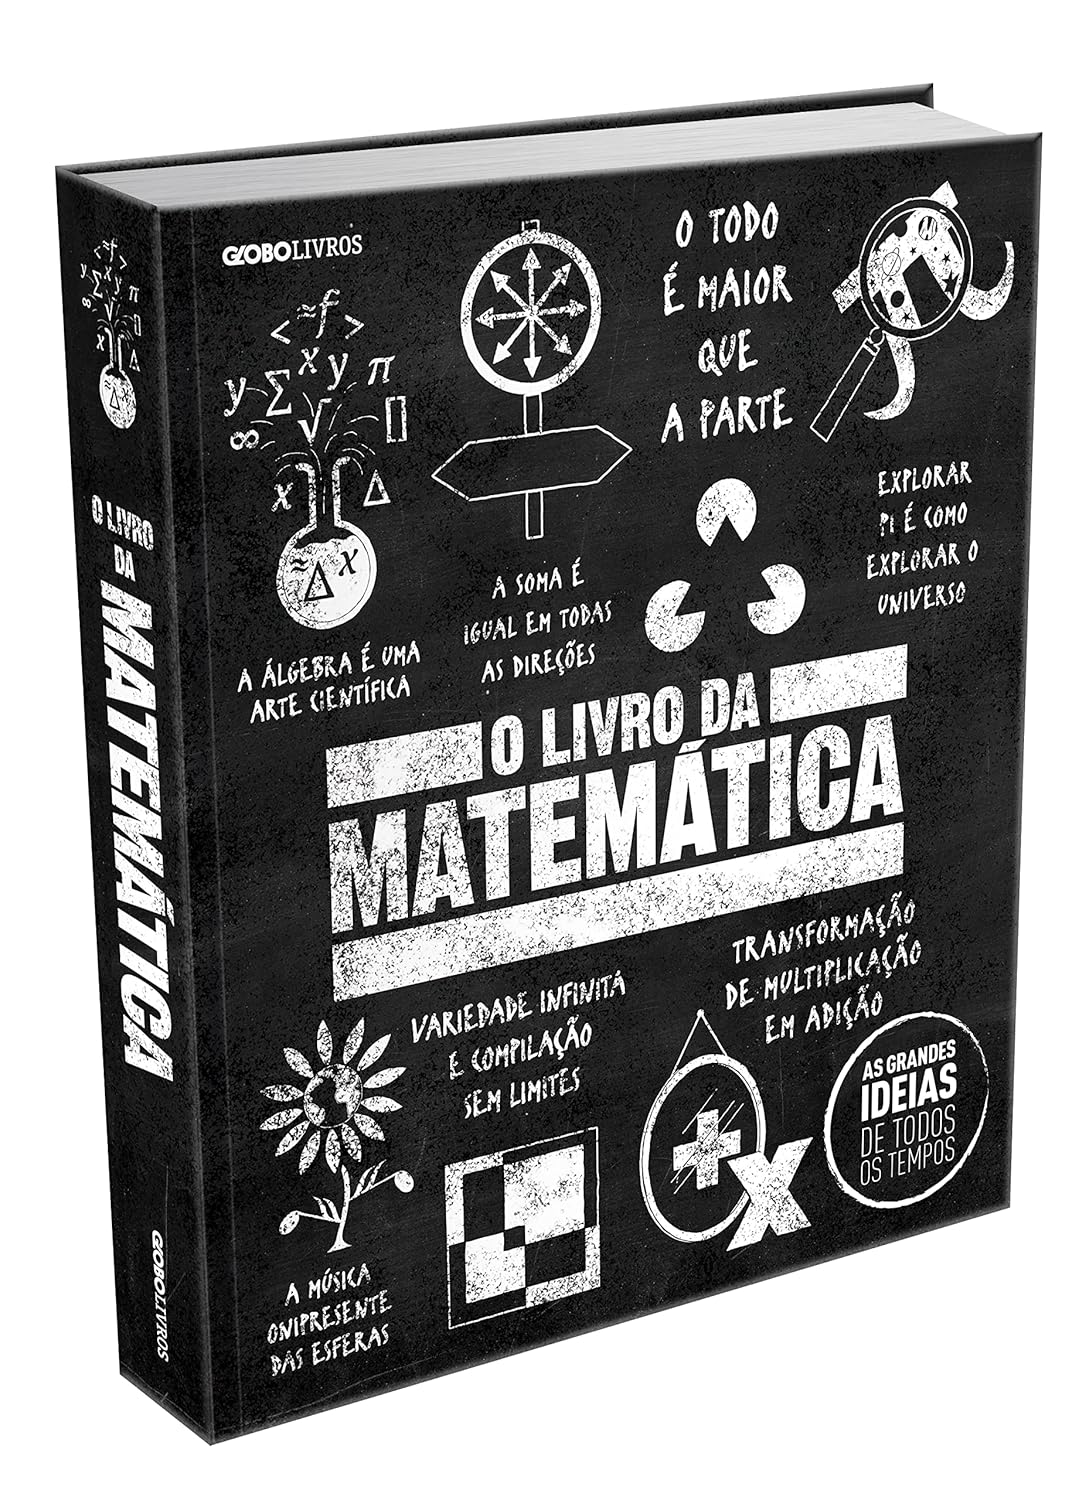 GLOBOLIVROS
O TODO
É MAIOR
QUE
A PARTE
< ≈f >
x y
y Σ π
∞ √ []
x Δ
≈Δ x
EXPLORAR
PI É COMO
EXPLORAR O
UNIVERSO
A SOMA É
IGUAL EM TODAS
AS DIREÇÕES
A ÁLGEBRA É UMA
ARTE CIENTÍFICA
O LIVRO DA
MATEMÁTICA
TRANSFORMAÇÃO
DE MULTIPLICAÇÃO
EM ADIÇÃO
VARIEDADE INFINITA
E COMPILAÇÃO
SEM LIMITES
+
x
AS GRANDES
IDEIAS
DE TODOS
OS TEMPOS
A MÚSICA
ONIPRESENTE
DAS ESFERAS
O LIVRO
DA
MATEMÁTICA
GLOBOLIVROS